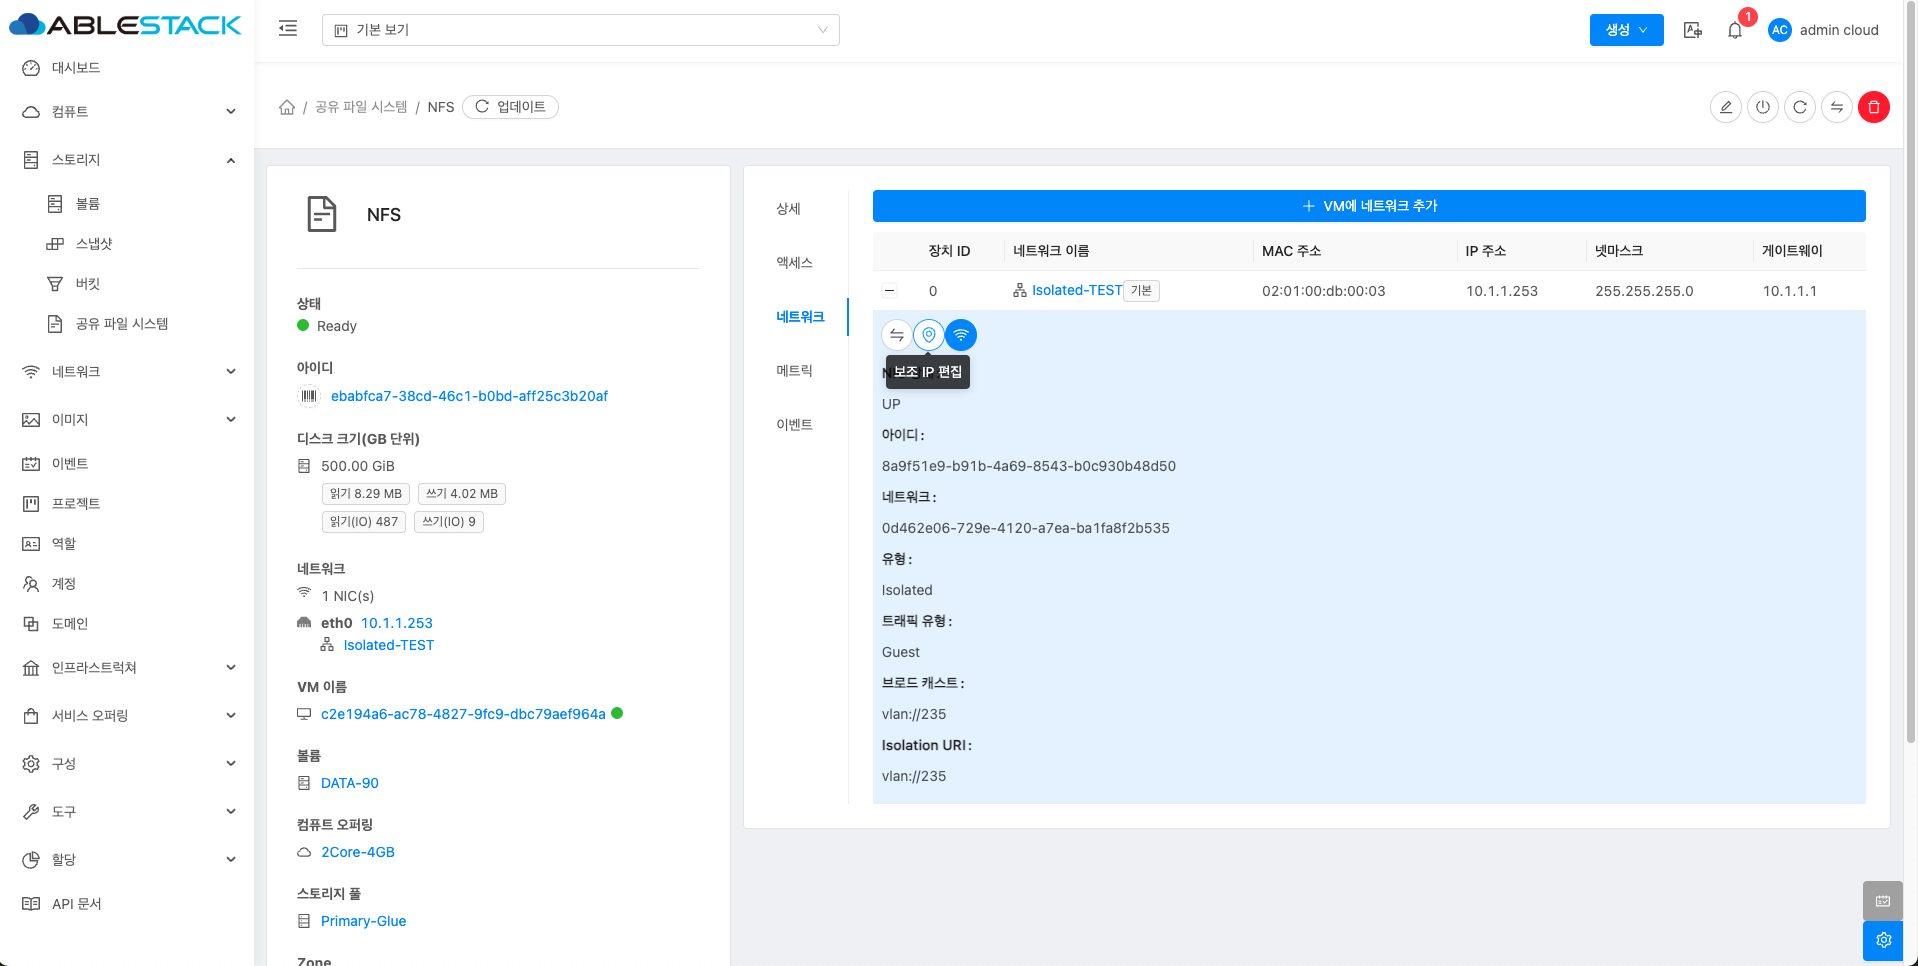 ABLESTACK
기본 보기
생성
1
AC
admin cloud
대시보드
컴퓨트
스토리지
볼륨
스냅샷
버킷
공유 파일 시스템
네트워크
이미지
이벤트
프로젝트
역할
계정
도메인
인프라스트럭쳐
서비스 오퍼링
구성
도구
할당
API 문서
/ 공유 파일 시스템 / NFS 업데이트
NFS
상태
Ready
아이디
ebabfca7-38cd-46c1-b0bd-aff25c3b20af
디스크 크기(GB 단위)
500.00 GiB
읽기 8.29 MB 쓰기 4.02 MB
읽기(IO) 487 쓰기(IO) 9
네트워크
1 NIC(s)
eth0 10.1.1.253
Isolated-TEST
VM 이름
c2e194a6-ac78-4827-9fc9-dbc79aef964a
볼륨
DATA-90
컴퓨트 오퍼링
2Core-4GB
스토리지 풀
Primary-Glue
Zone
상세
액세스
네트워크
메트릭
이벤트
+ VM에 네트워크 추가
장치 ID 네트워크 이름 MAC 주소 IP 주소 넷마스크 게이트웨이
0 Isolated-TEST 기본 02:01:00:db:00:03 10.1.1.253 255.255.255.0 10.1.1.1
보조 IP 편집
UP
아이디 :
8a9f51e9-b91b-4a69-8543-b0c930b48d50
네트워크 :
0d462e06-729e-4120-a7ea-ba1fa8f2b535
유형 :
Isolated
트래픽 유형 :
Guest
브로드 캐스트 :
vlan://235
Isolation URI :
vlan://235